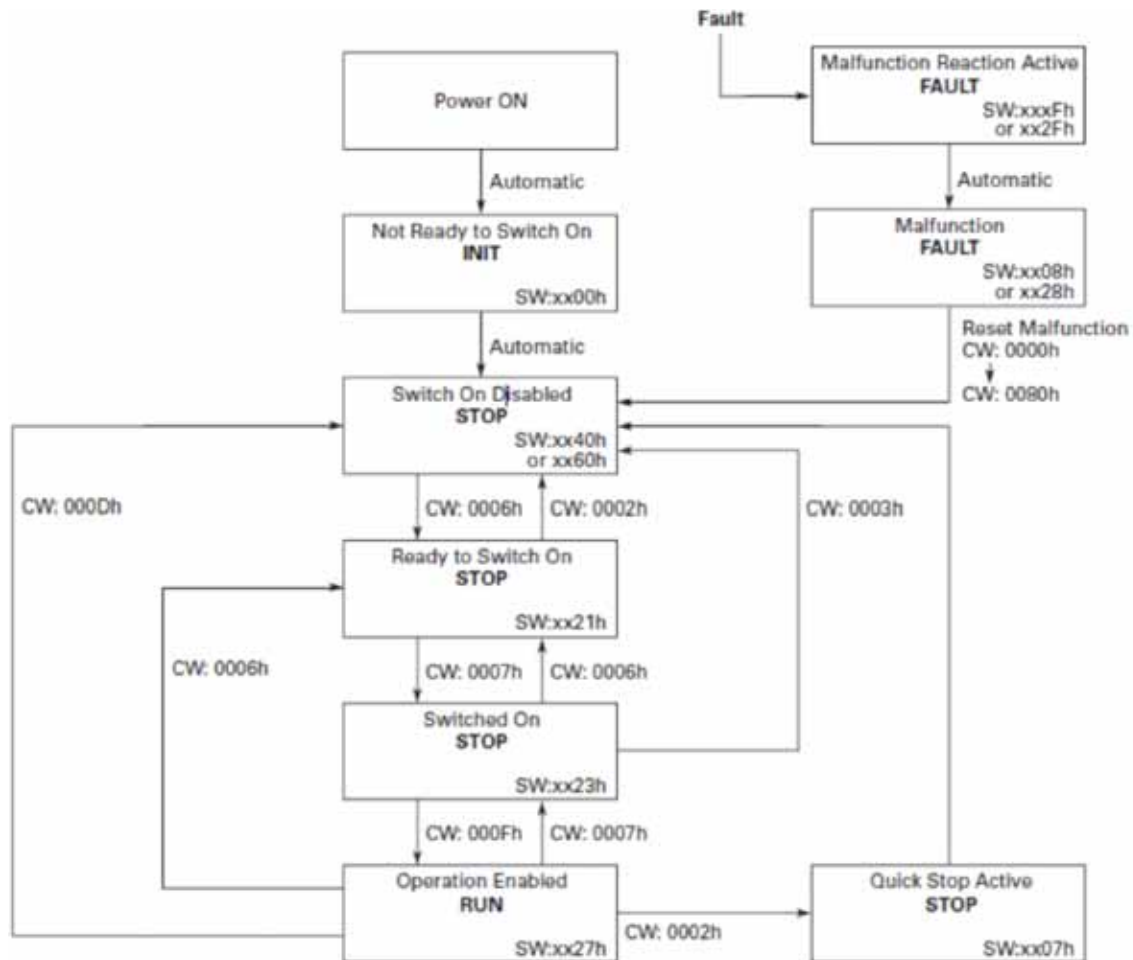 Fault
Power ON
Malfunction Reaction Active
FAULT
SW:xxxFh
or xx2Fh
Automatic
Automatic
Not Ready to Switch On
INIT
SW:xx00h
Malfunction
FAULT
SW:xx08h
or xx28h
Automatic
Reset Malfunction
CW: 0000h
CW: 0080h
Switch On Disabled
STOP
SW:xx40h
or xx60h
CW: 000Dh
CW: 0006h
CW: 0002h
CW: 0003h
Ready to Switch On
STOP
SW:xx21h
CW: 0006h
CW: 0007h
CW: 0006h
Switched On
STOP
SW:xx23h
CW: 000Fh
CW: 0007h
Operation Enabled
RUN
SW:xx27h
CW: 0002h
Quick Stop Active
STOP
SW:xx07h